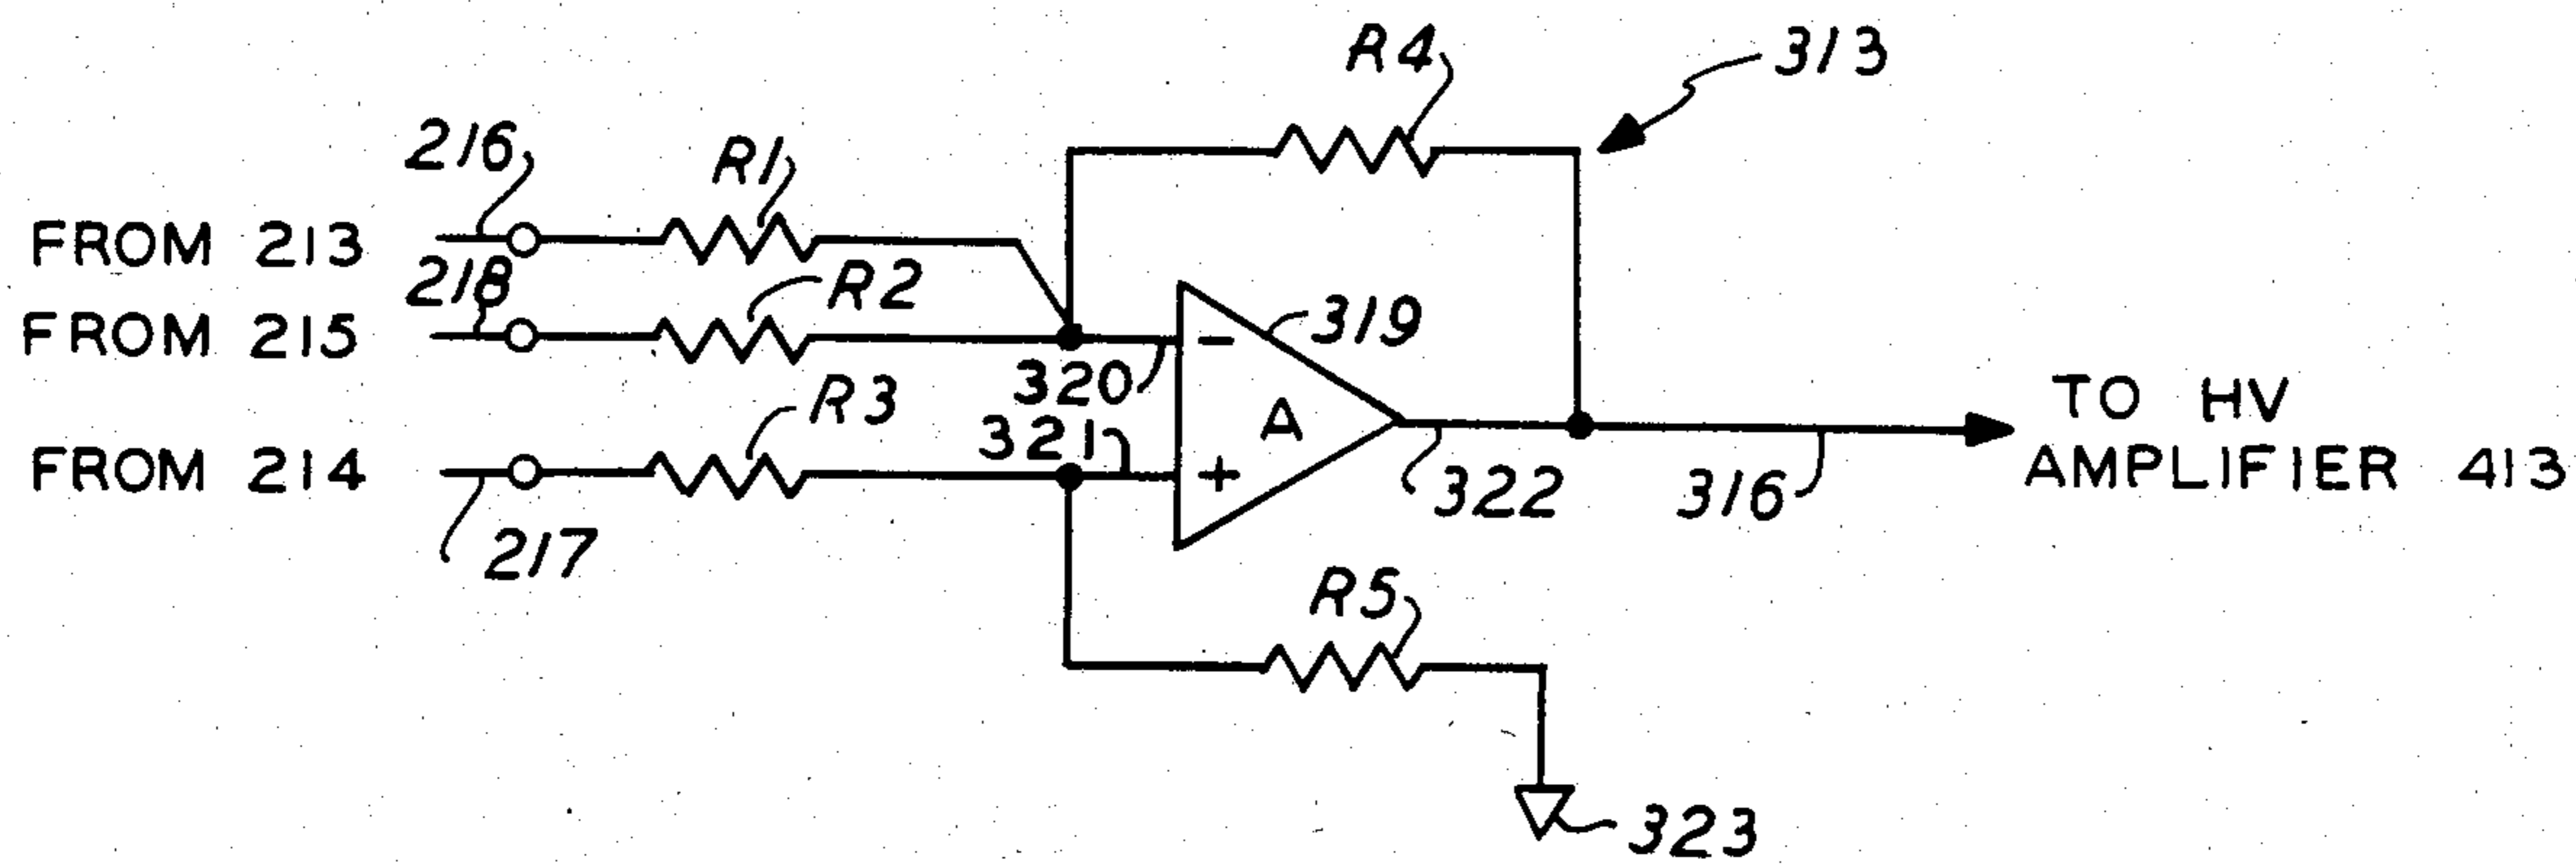 R4
313
216
R1
FROM 213
218
R2
FROM 215
319
-
320
R3
A
TO HV
AMPLIFIER 413
321
FROM 214
+
322
316
217
R5
323